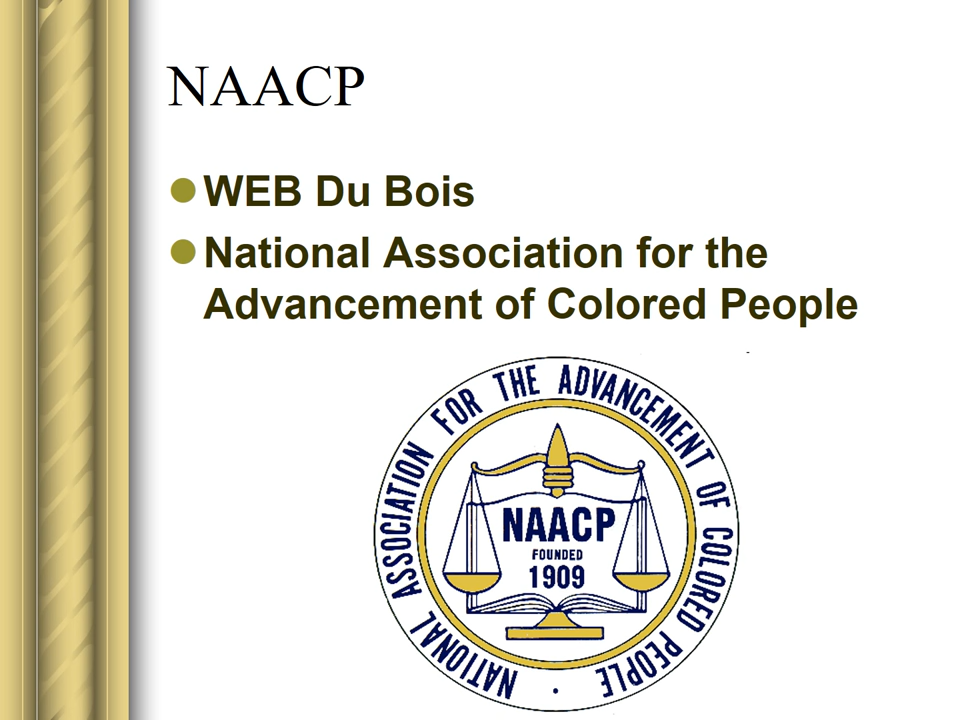 NAACP
WEB Du Bois
National Association for the
Advancement of Colored People
NATIONAL ASSOCIATION FOR THE ADVANCEMENT OF COLORED PEOPLE ·
NAACP
FOUNDED
1909